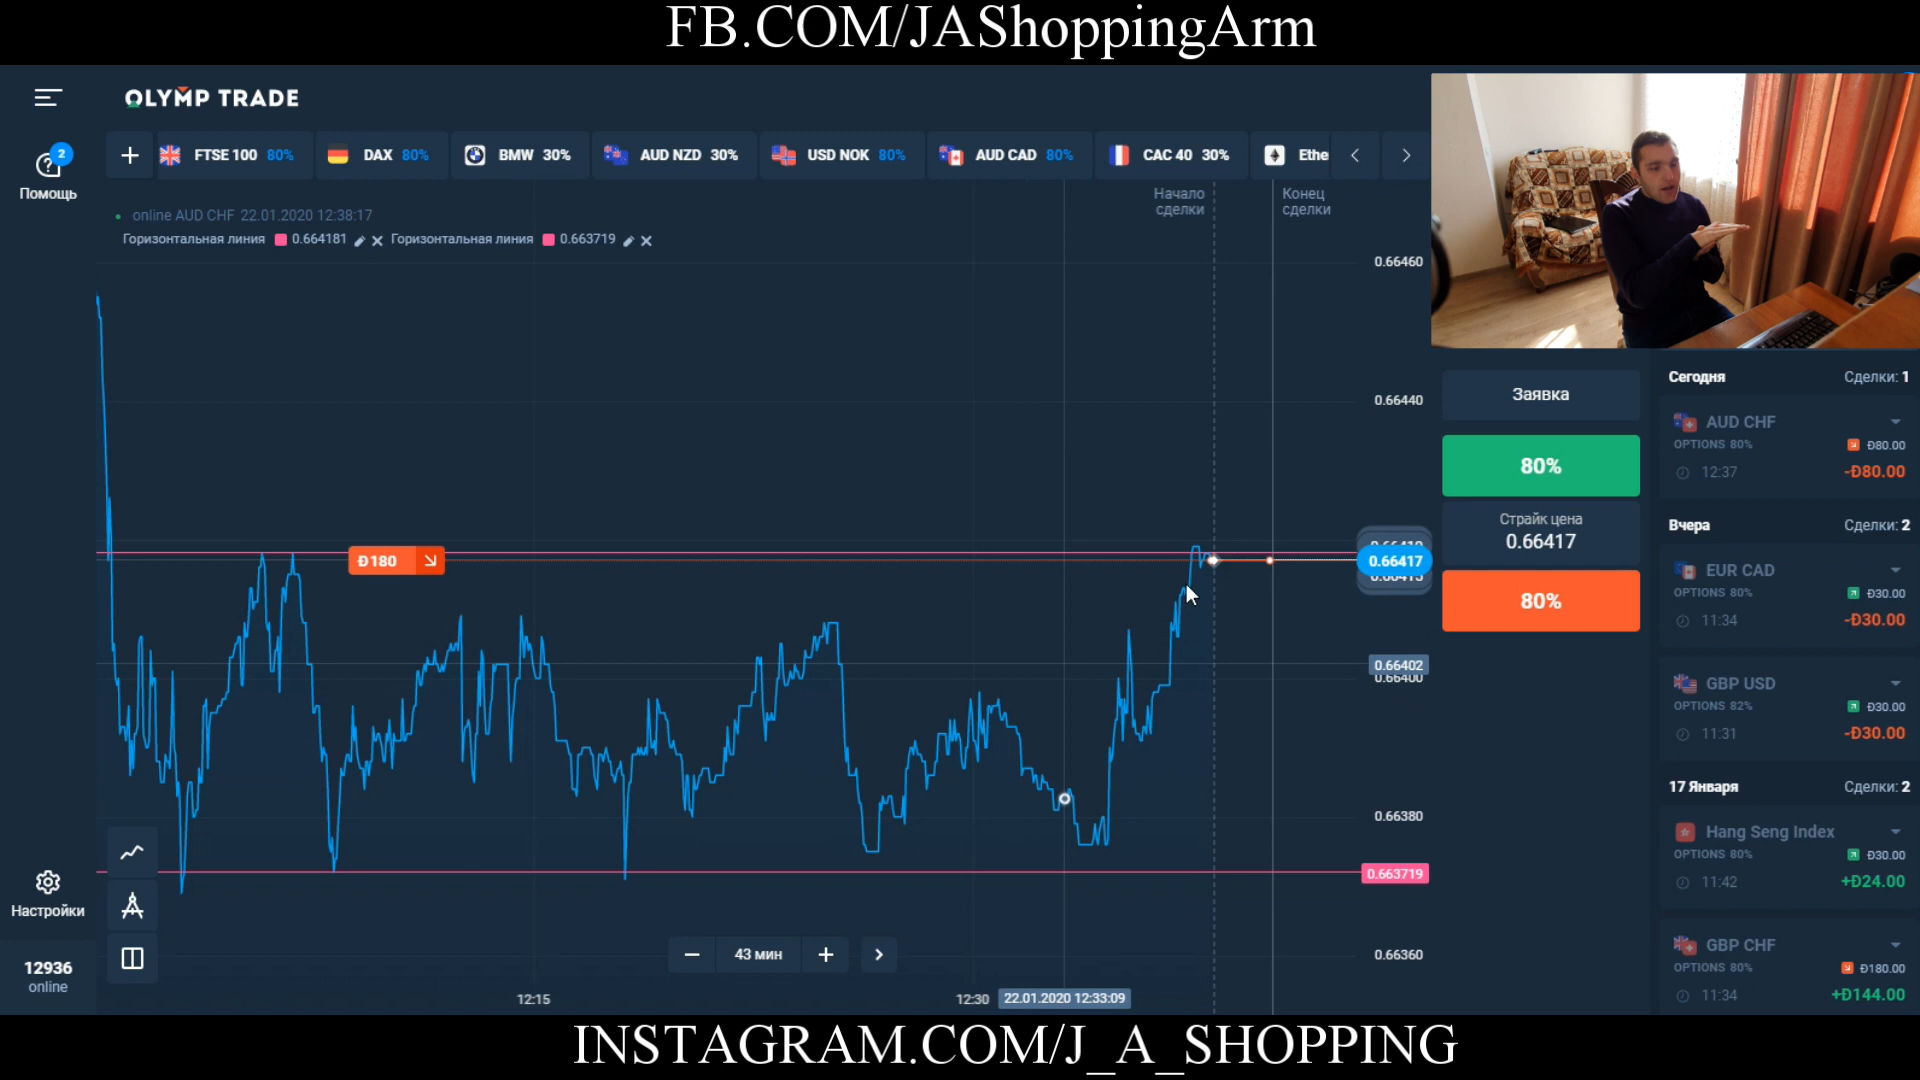 FB.COM/JAShoppingArm
OLYMP TRADE
2
Помощь
FTSE 100 80%
DAX 80%
BMW 30%
AUD NZD 30%
USD NOK 80%
AUD CAD 80%
CAC 40 30%
Ethe
online AUD CHF 22.01.2020 12:38:17
Горизонтальная линия 0.664181 Горизонтальная линия 0.663719
Начало
сделки
Конец
сделки
0.66460
0.66440
Đ180
0.66417
0.66402
0.66400
0.66380
0.663719
0.66360
Заявка
80%
Страйк цена
0.66417
80%
Сегодня Сделки: 1
AUD CHF
OPTIONS 80% Đ80.00
12:37 -Đ80.00
Вчера Сделки: 2
EUR CAD
OPTIONS 80% Đ30.00
11:34 -Đ30.00
GBP USD
OPTIONS 82% Đ30.00
11:31 -Đ30.00
17 Января Сделки: 2
Hang Seng Index
OPTIONS 80% Đ30.00
11:42 +Đ24.00
GBP CHF
OPTIONS 80% Đ180.00
11:34 +Đ144.00
Настройки
12936
online
43 мин
12:15
12:30
22.01.2020 12:33:09
INSTAGRAM.COM/J_A_SHOPPING